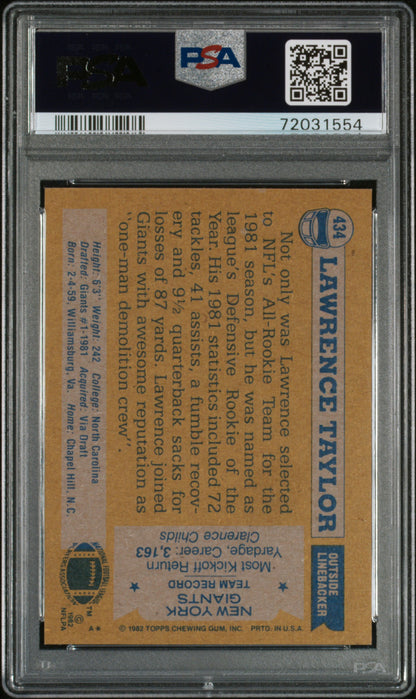 PSA
PSA
72031554
434
LAWRENCE TAYLOR
OUTSIDE
LINEBACKER
Not only was Lawrence selected
to NFL's All-Rookie Team for the
1981 season, but he was named as
league's Defensive Rookie of the
Year. His 1981 statistics included 72
tackles, 41 assists, a fumble recov-
ery and 9½ quarterback sacks for
losses of 87 yards. Lawrence joined
Giants with awesome reputation as
"one-man demolition crew".
Height: 6'3" Weight: 242 College: North Carolina
Drafted: Giants #1-1981 Acquired: Via Draft
Born: 2-4-59, Williamsburg, Va. Home: Chapel Hill, N.C.
NEW YORK
GIANTS
★ TEAM RECORD ★
Most Kickoff Return
Yardage, Career: 3,163
Clarence Childs
TM
© 1982
NFLPA
A★
© 1982 TOPPS CHEWING GUM, INC. PRTD. IN U.S.A.